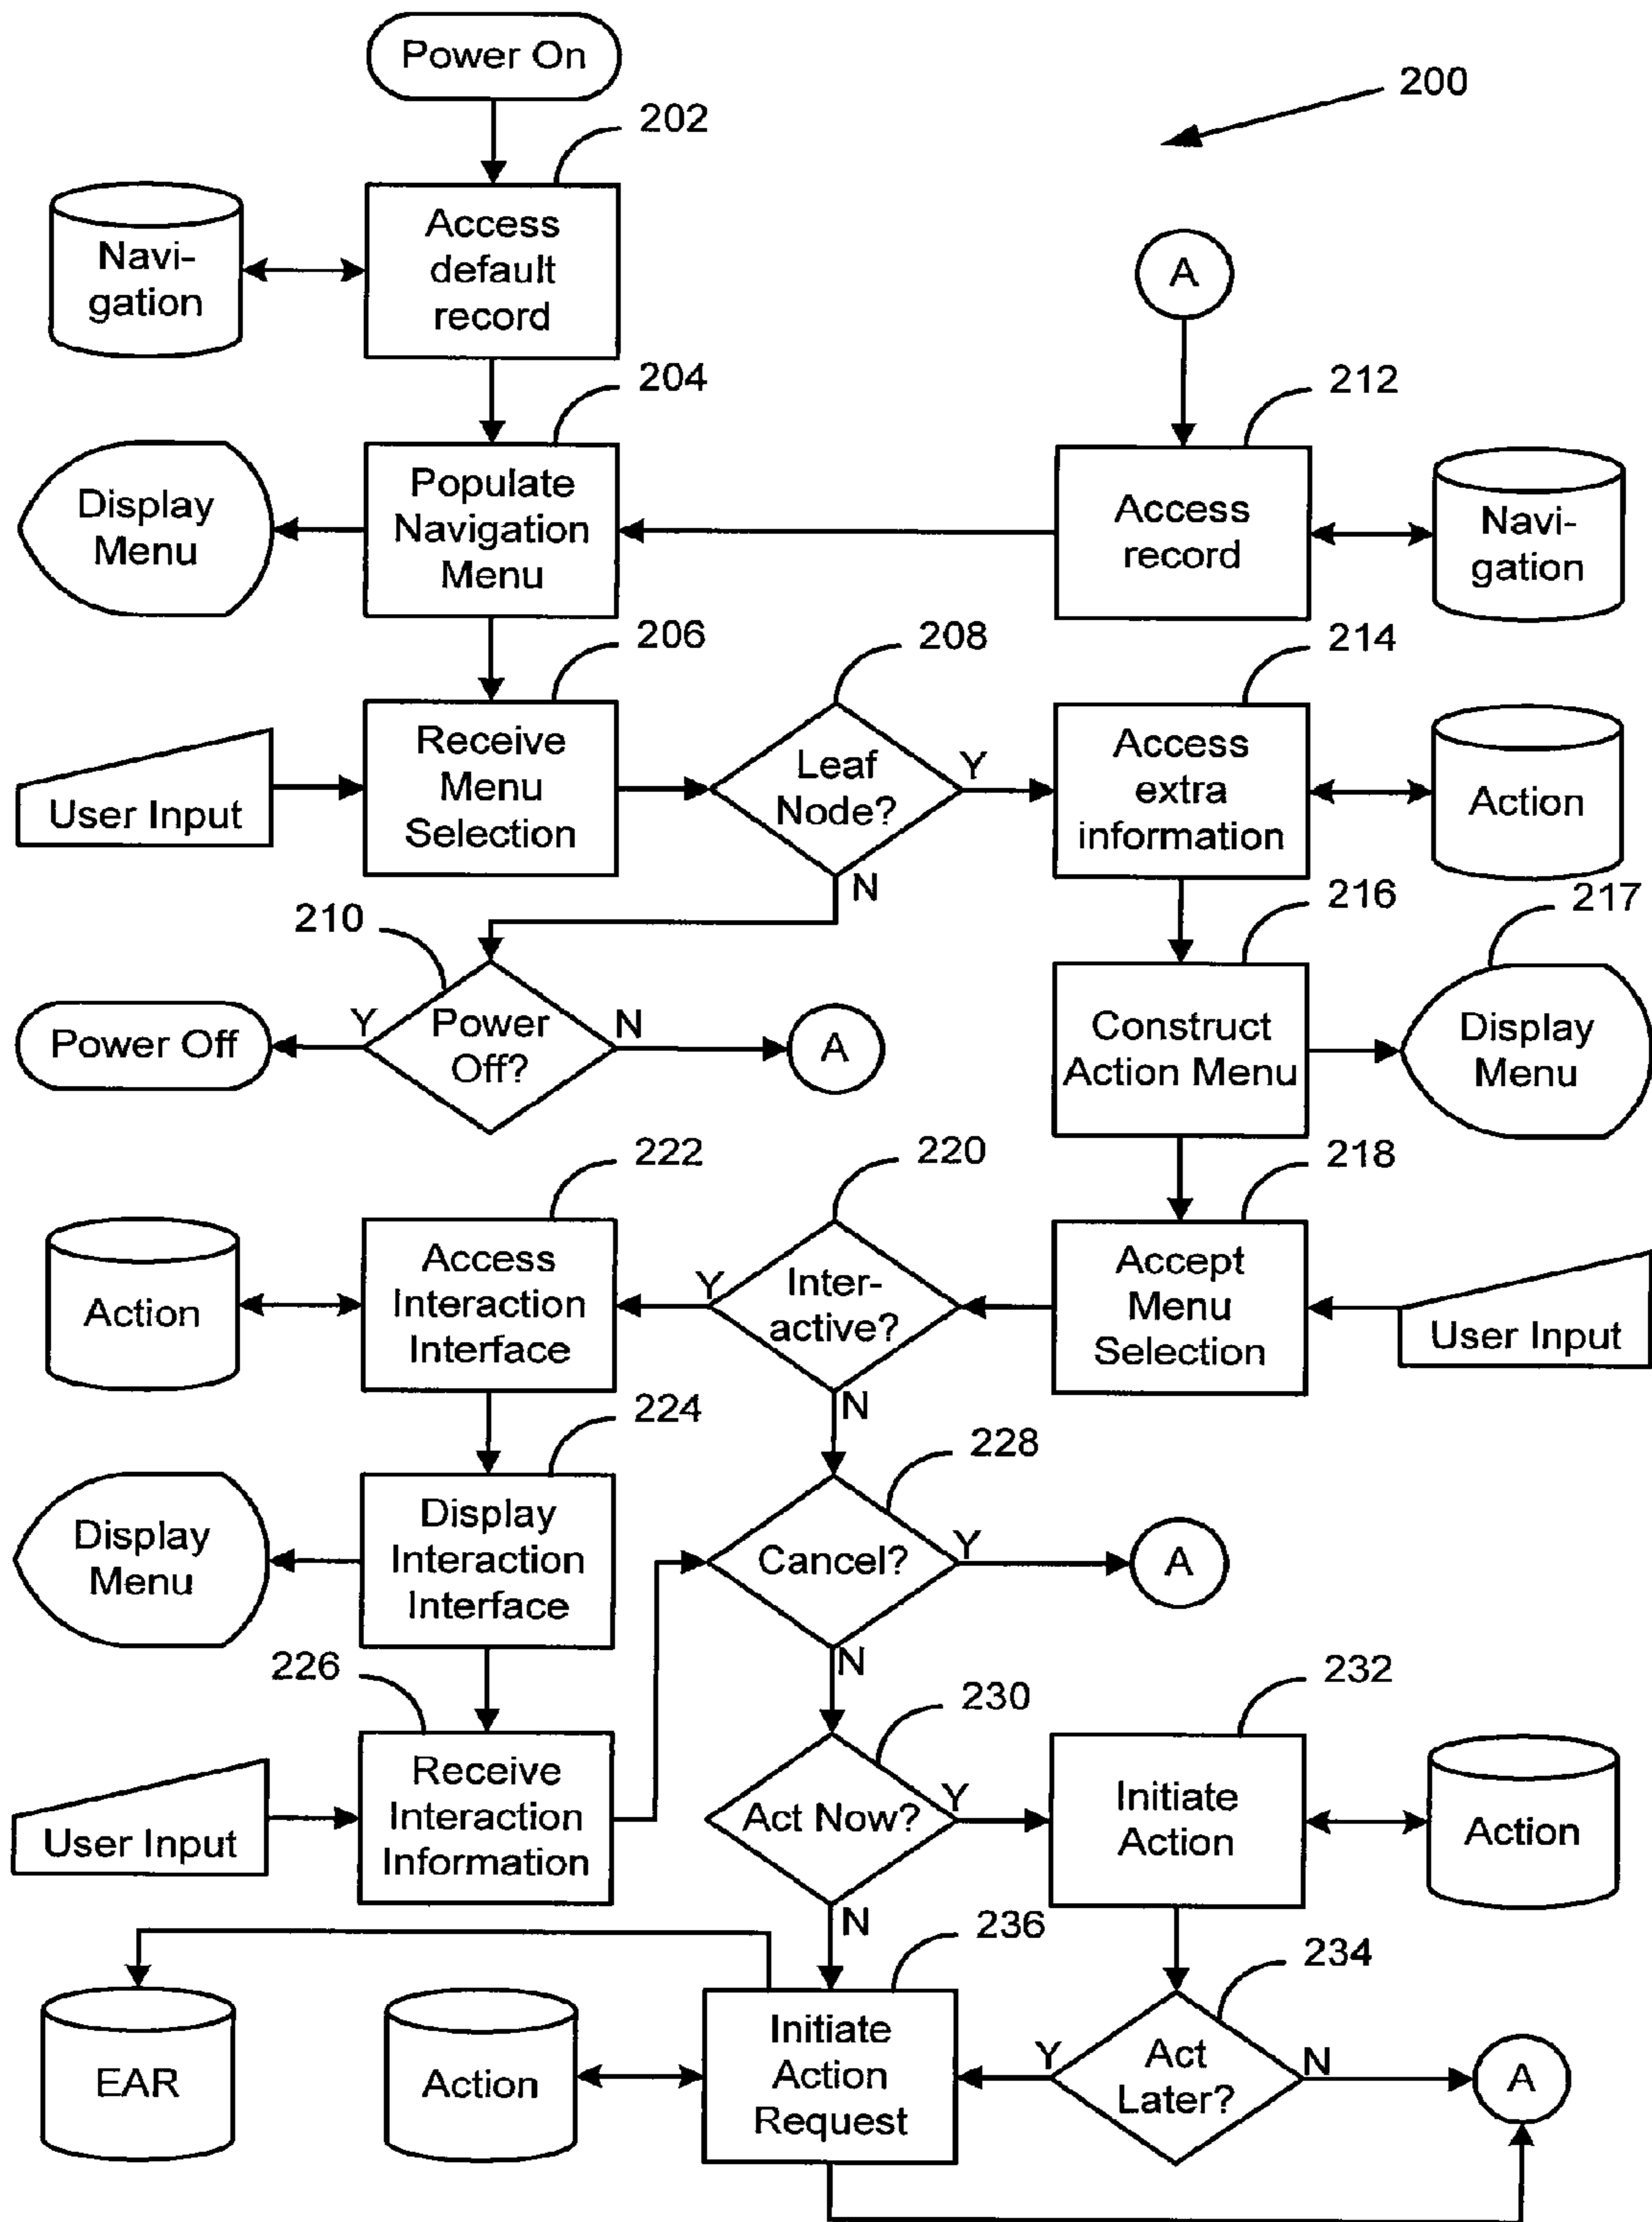 Power On
200
202
Access
default
record
Navi-
gation
A
204
212
Populate
Navigation
Menu
Display
Menu
Access
record
Navi-
gation
206
208
214
User Input
Receive
Menu
Selection
Leaf
Node?
Y
N
Access
extra
information
Action
210
216
217
Power Off
Y
Power
Off?
N
A
Construct
Action Menu
Display
Menu
222
220
218
Action
Access
Interaction
Interface
Y
Inter-
active?
N
Accept
Menu
Selection
User Input
224
228
Display
Menu
Display
Interaction
Interface
Cancel?
Y
N
A
226
230
232
User Input
Receive
Interaction
Information
Act Now?
Y
N
Initiate
Action
Action
236
234
EAR
Action
Initiate
Action
Request
Y
Act
Later?
N
A